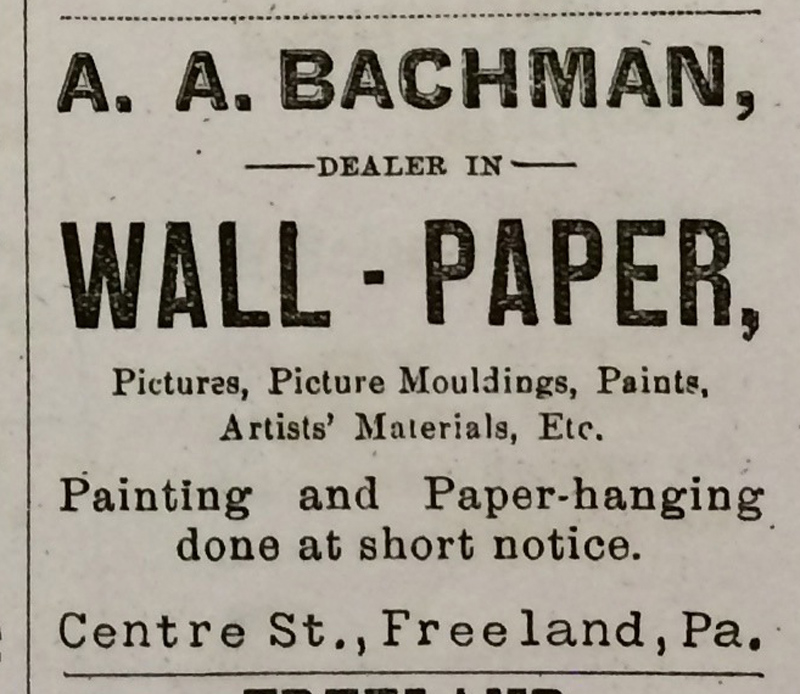 A. A. BACHMAN,
DEALER IN
WALL - PAPER,
Pictures, Picture Mouldings, Paints,
Artists' Materials, Etc.
Painting and Paper-hanging
done at short notice.
Centre St., Freeland, Pa.